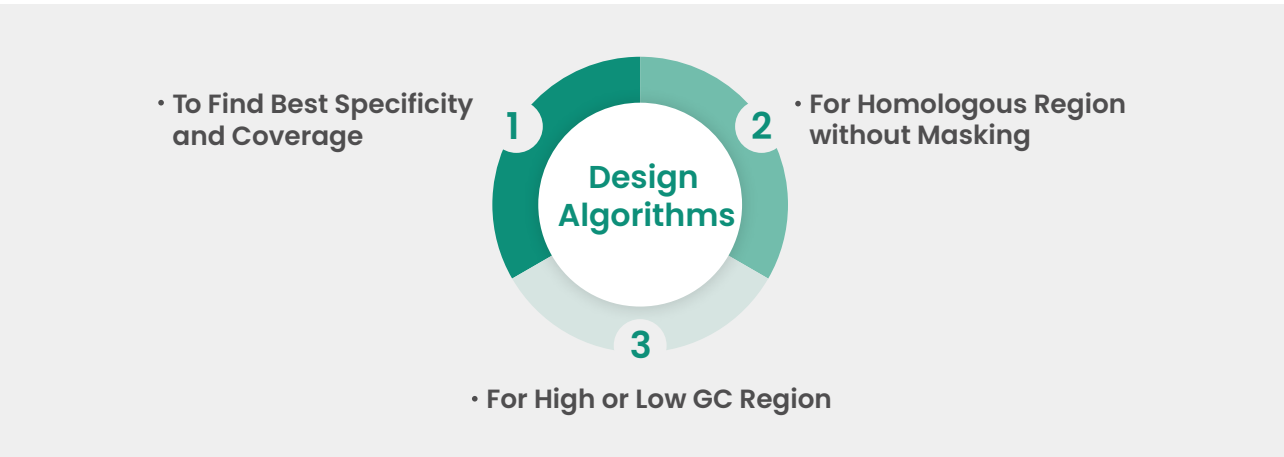 · To Find Best Specificity
and Coverage
1
Design
Algorithms
2
· For Homologous Region
without Masking
3
· For High or Low GC Region